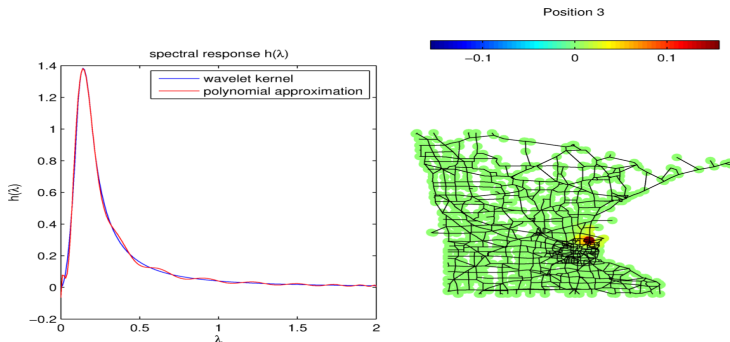 spectral response h(λ)
wavelet kernel
polynomial approximation
1.4
1.2
1
0.8
0.6
0.4
0.2
0
−0.2
h(λ)
0 0.5 1 1.5 2
λ
Position 3
−0.1 0 0.1